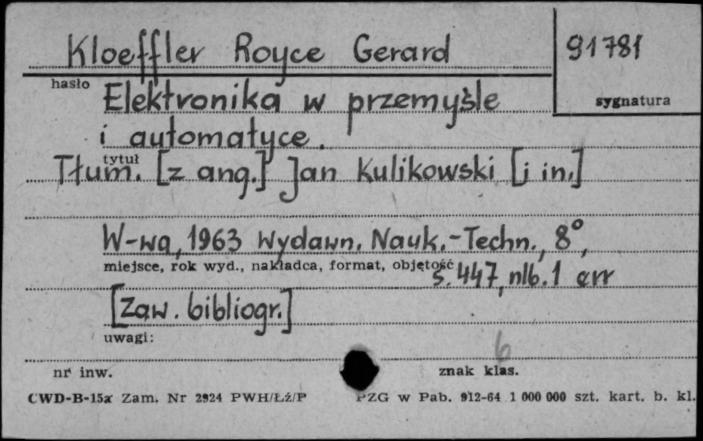 Kloeffler Royce Gerard
91781
hasło
sygnatura
Elektronika w przemyśle
i automatyce.
tytuł
Tłum. [z ang.] Jan Kulikowski [i in.]
W-wa, 1963 Wydawn. Nauk.-Techn., 8°,
miejsce, rok wyd., nakładca, format, objętość
s. 447, nlb. 1 err
[Zaw. bibliogr.]
uwagi:
6
nr inw.
znak klas.
CWD-B-15a Zam. Nr 2924 PWH/Łź/P
PZG w Pab. 912-64 1 000 000 szt. kart. b. kl.